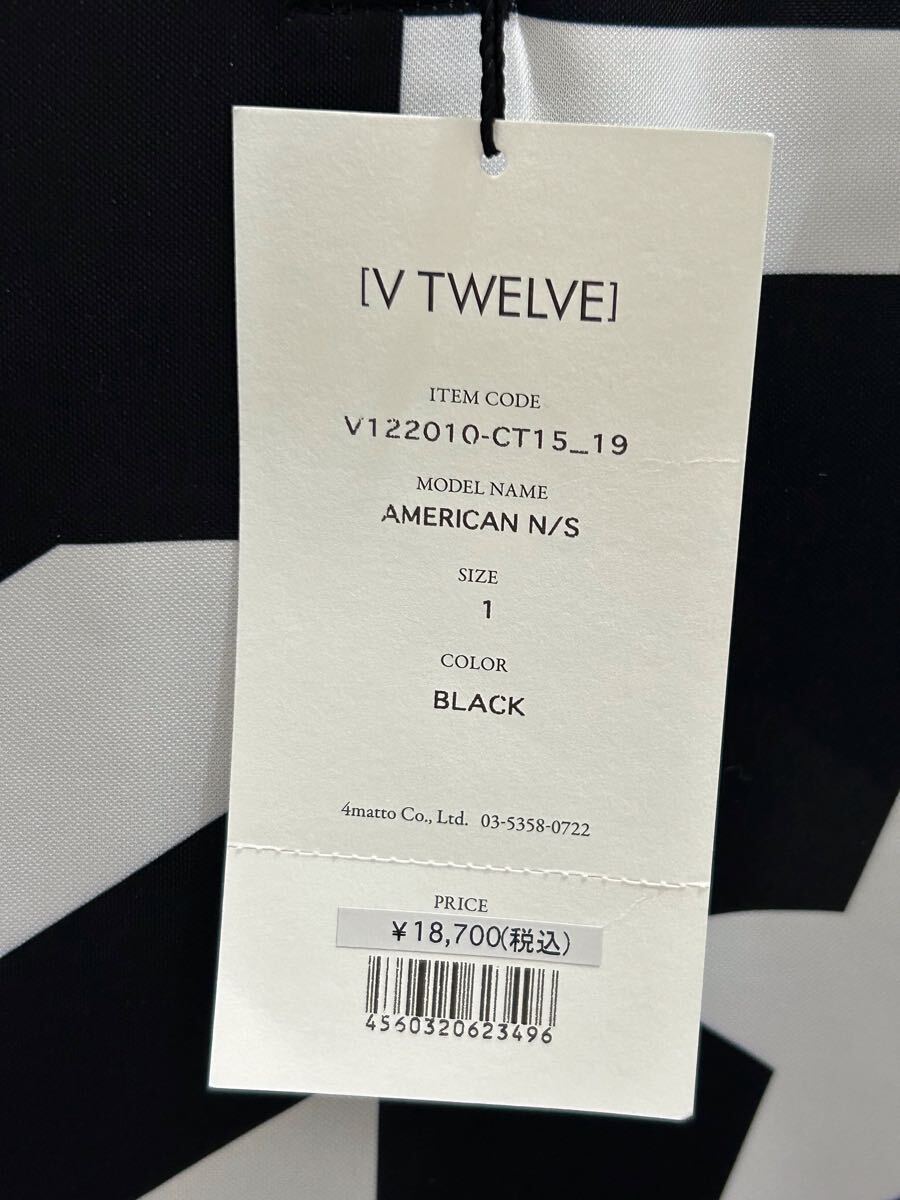 [V TWELVE]
ITEM CODE
V122010-CT15_19
MODEL NAME
AMERICAN N/S
SIZE
1
COLOR
BLACK
4matto Co., Ltd. 03-5358-0722
PRICE
¥18,700(税込)
4560320623496